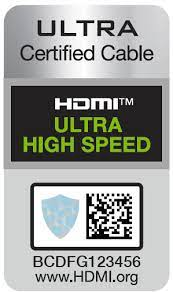 ULTRA
Certified Cable
HDMI™
ULTRA
HIGH SPEED
BCDFG123456
www.HDMI.org